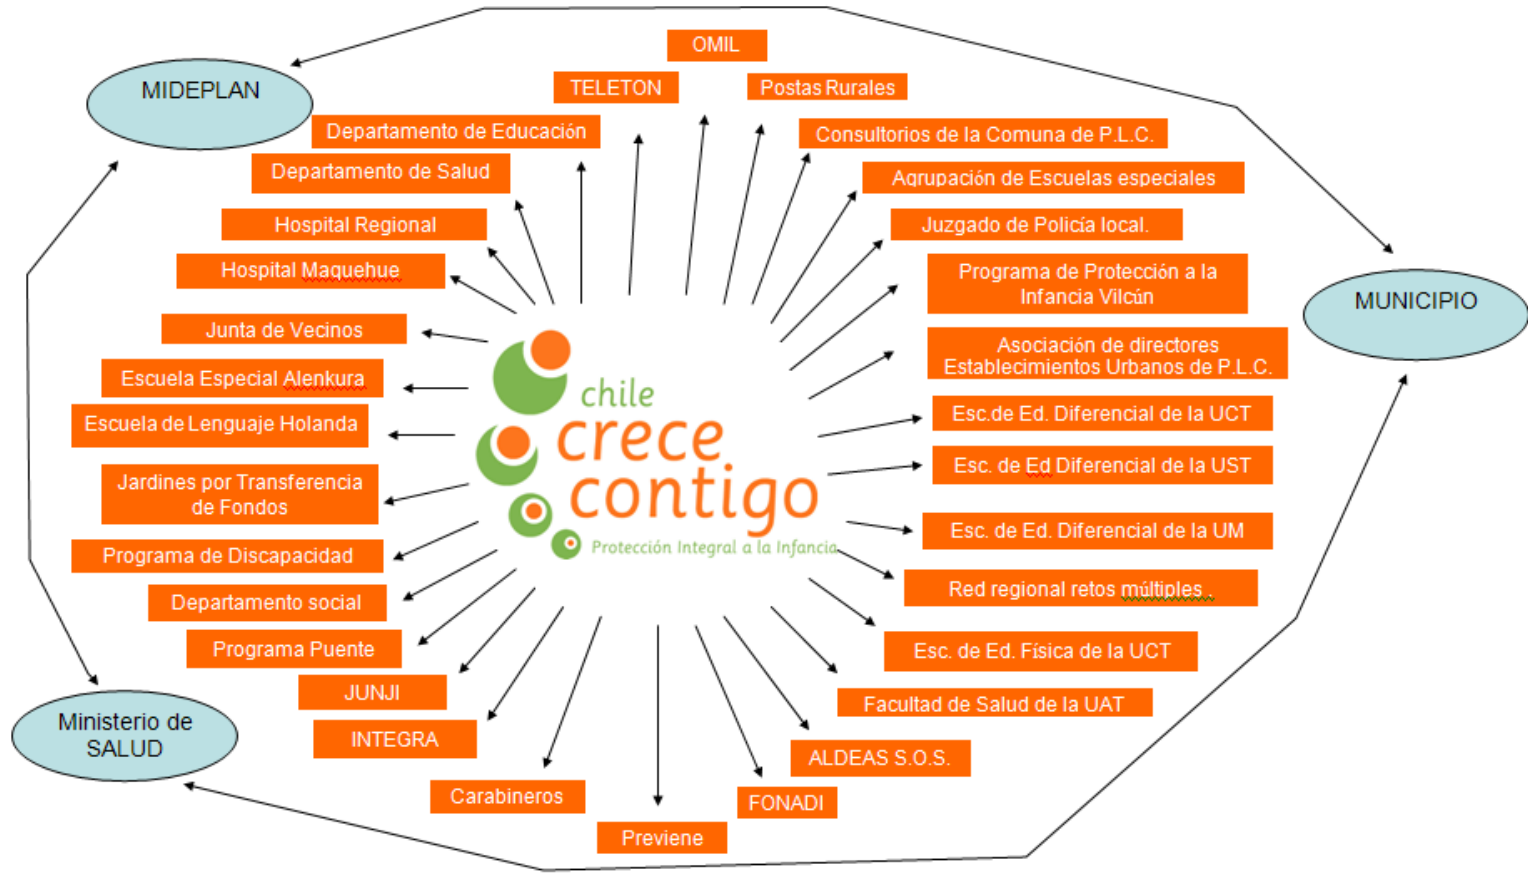 OMIL
MIDEPLAN
TELETON
Postas Rurales
Departamento de Educación
Consultorios de la Comuna de P.L.C.
Departamento de Salud
Agrupación de Escuelas especiales
Hospital Regional
Juzgado de Policía local.
Hospital Maquehue
Programa de Protección a la
Infancia Vilcún
MUNICIPIO
Junta de Vecinos
Asociación de directores
Establecimientos Urbanos de P.L.C.
Escuela Especial Alenkura
chile
crece
contigo
Protección Integral a la Infancia
Escuela de Lenguaje Holanda
Esc.de Ed. Diferencial de la UCT
Esc. de Ed Diferencial de la UST
Jardines por Transferencia
de Fondos
Esc. de Ed. Diferencial de la UM
Programa de Discapacidad
Red regional retos múltiples .
Departamento social
Programa Puente
Esc. de Ed. Física de la UCT
JUNJI
Facultad de Salud de la UAT
Ministerio de
SALUD
INTEGRA
ALDEAS S.O.S.
Carabineros
FONADI
Previene